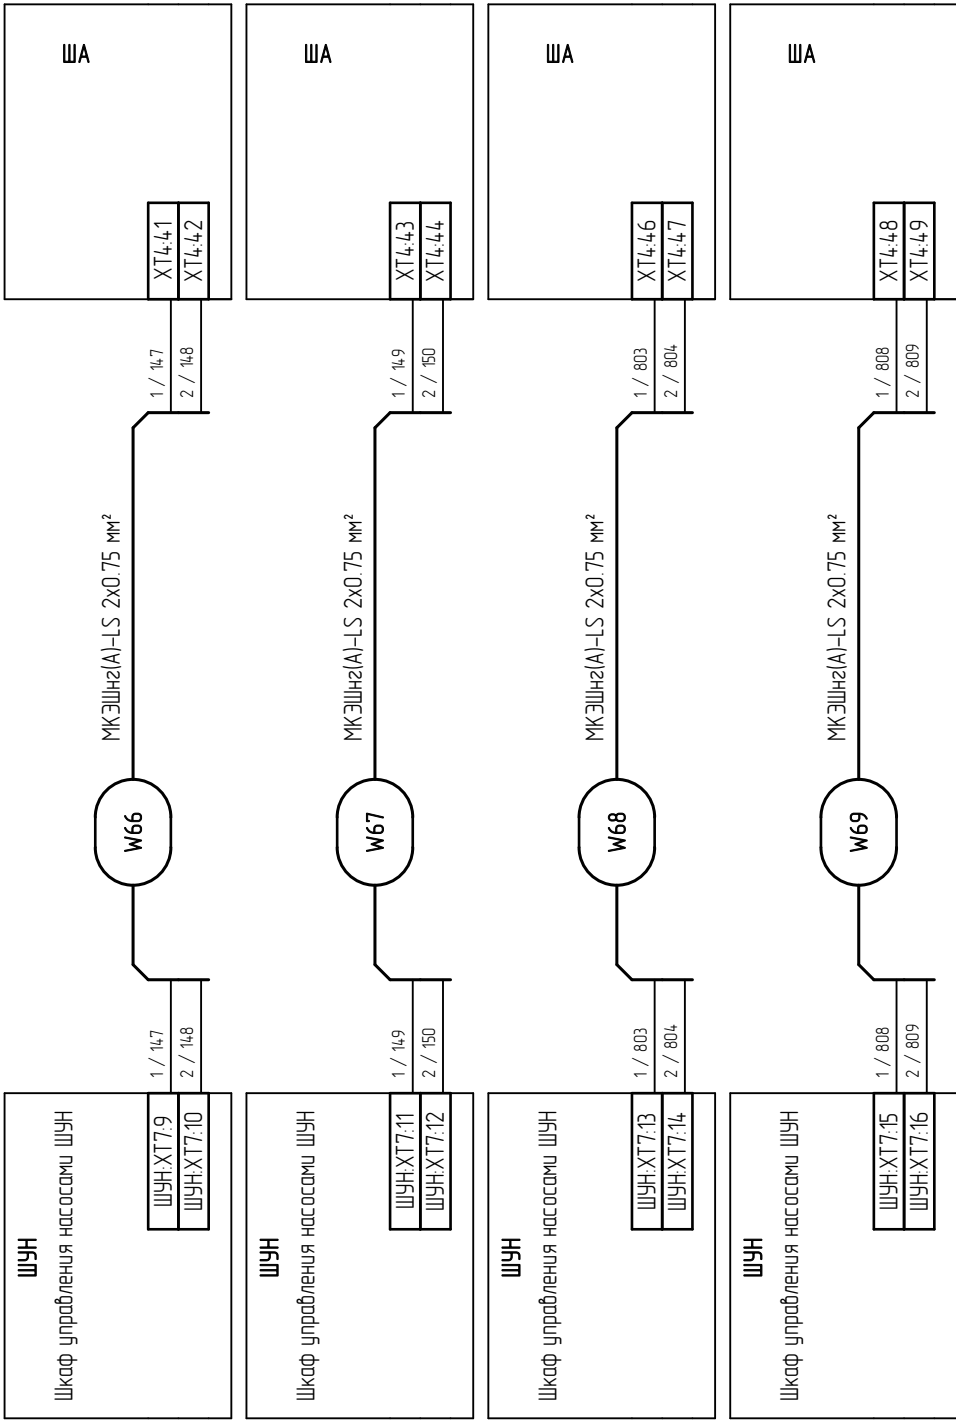 ША
XT4:41
XT4:42
1 / 147
2 / 148
МКЭШнг(А)-LS 2x0.75 мм²
W66
1 / 147
2 / 148
ШУН
Шкаф управления насосами ШУН
ШУН:XT7:9
ШУН:XT7:10
ША
XT4:43
XT4:44
1 / 149
2 / 150
МКЭШнг(А)-LS 2x0.75 мм²
W67
1 / 149
2 / 150
ШУН
Шкаф управления насосами ШУН
ШУН:XT7:11
ШУН:XT7:12
ША
XT4:46
XT4:47
1 / 803
2 / 804
МКЭШнг(А)-LS 2x0.75 мм²
W68
1 / 803
2 / 804
ШУН
Шкаф управления насосами ШУН
ШУН:XT7:13
ШУН:XT7:14
ША
XT4:48
XT4:49
1 / 808
2 / 809
МКЭШнг(А)-LS 2x0.75 мм²
W69
1 / 808
2 / 809
ШУН
Шкаф управления насосами ШУН
ШУН:XT7:15
ШУН:XT7:16